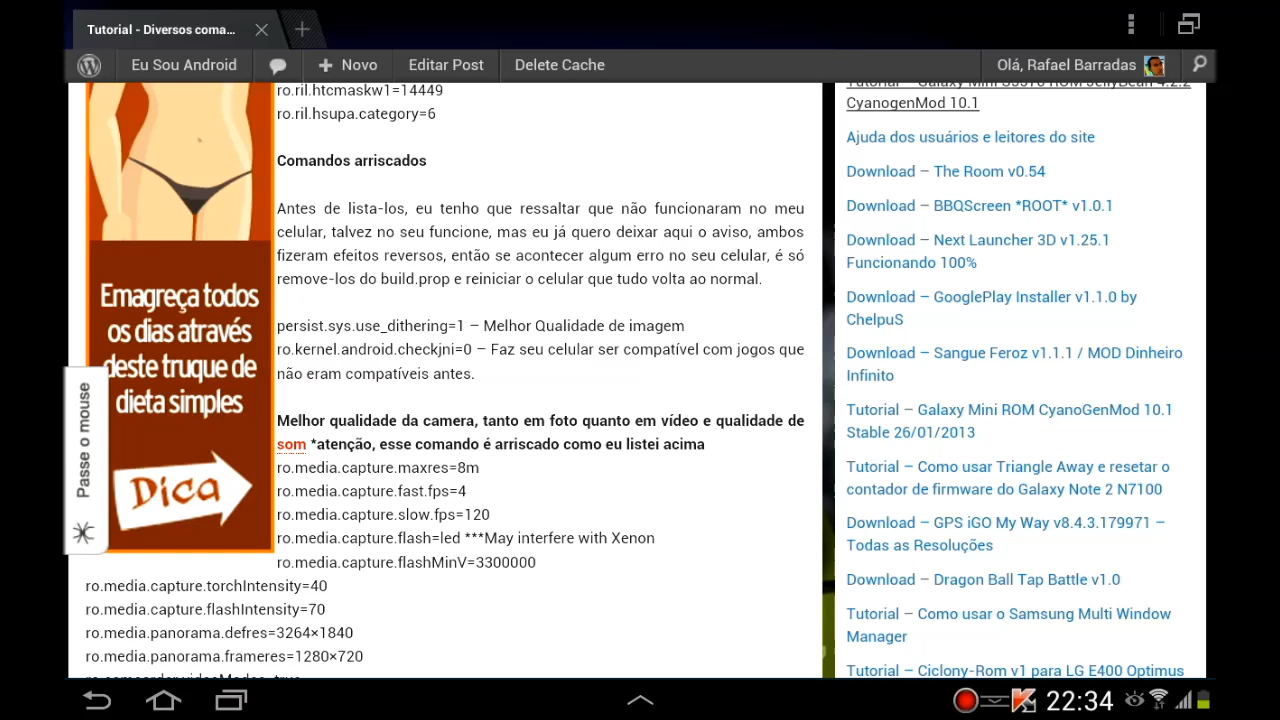 Tutorial - Diversos coma...
Eu Sou Android
Novo
Editar Post
Delete Cache
Olá, Rafael Barradas
ro.ril.htcmaskw1=14449
ro.ril.hsupa.category=6
Comandos arriscados
Antes de lista-los, eu tenho que ressaltar que não funcionaram no meu
celular, talvez no seu funcione, mas eu já quero deixar aqui o aviso, ambos
fizeram efeitos reversos, então se acontecer algum erro no seu celular, é só
remove-los do build.prop e reiniciar o celular que tudo volta ao normal.
persist.sys.use_dithering=1 – Melhor Qualidade de imagem
ro.kernel.android.checkjni=0 – Faz seu celular ser compatível com jogos que
não eram compatíveis antes.
Melhor qualidade da camera, tanto em foto quanto em vídeo e qualidade de
som *atenção, esse comando é arriscado como eu listei acima
ro.media.capture.maxres=8m
ro.media.capture.fast.fps=4
ro.media.capture.slow.fps=120
ro.media.capture.flash=led ***May interfere with Xenon
ro.media.capture.flashMinV=3300000
ro.media.capture.torchIntensity=40
ro.media.capture.flashIntensity=70
ro.media.panorama.defres=3264×1840
ro.media.panorama.frameres=1280×720
ro.camcorder.videoModes=true
Emagreça todos
os dias através
deste truque de
dieta simples
Dica
Passe o mouse
Tutorial – Galaxy Mini S5570 ROM JellyBean 4.2.2
CyanogenMod 10.1
Ajuda dos usuários e leitores do site
Download – The Room v0.54
Download – BBQScreen *ROOT* v1.0.1
Download – Next Launcher 3D v1.25.1
Funcionando 100%
Download – GooglePlay Installer v1.1.0 by
ChelpuS
Download – Sangue Feroz v1.1.1 / MOD Dinheiro
Infinito
Tutorial – Galaxy Mini ROM CyanoGenMod 10.1
Stable 26/01/2013
Tutorial – Como usar Triangle Away e resetar o
contador de firmware do Galaxy Note 2 N7100
Download – GPS iGO My Way v8.4.3.179971 –
Todas as Resoluções
Download – Dragon Ball Tap Battle v1.0
Tutorial – Como usar o Samsung Multi Window
Manager
Tutorial – Ciclony-Rom v1 para LG E400 Optimus
22:34